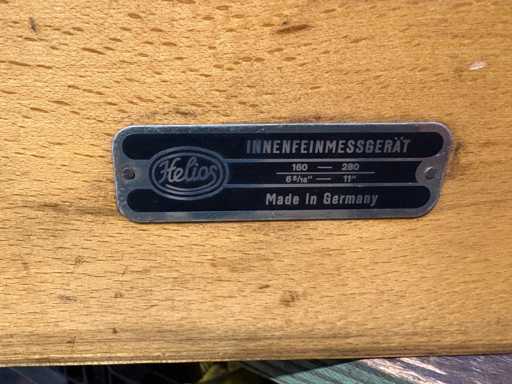 Helios
INNENFEINMESSGERÄT
160 — 280
6 5/16" — 11"
Made in Germany